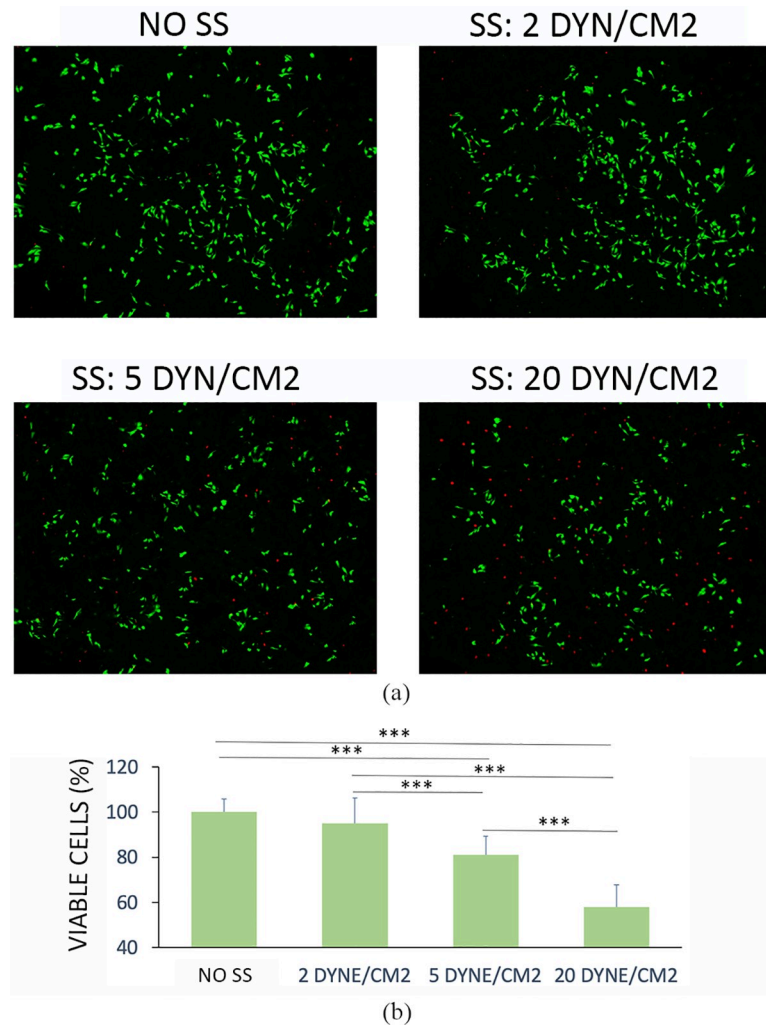 NO SS
SS: 2 DYN/CM2
SS: 5 DYN/CM2
SS: 20 DYN/CM2
(a)
***
***
***
***
***
VIABLE CELLS (%)
120
100
80
60
40
NO SS
2 DYNE/CM2
5 DYNE/CM2
20 DYNE/CM2
(b)